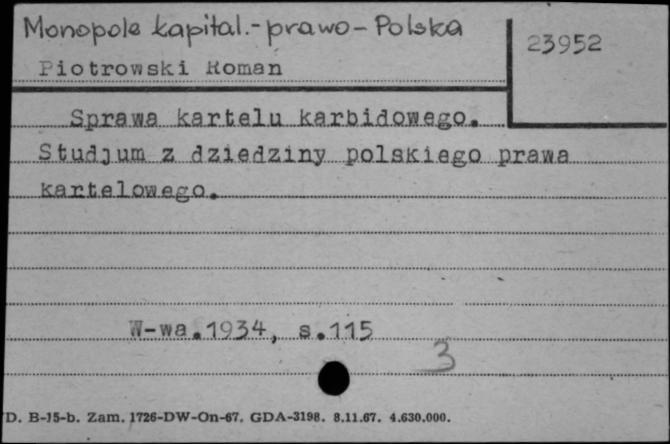 Monopole kapital.-prawo-Polska
23952
Piotrowski Roman
Sprawa kartelu karbidowego.
Studjum z dziedziny polskiego prawa
kartelowego.
W-wa.1934, s.115
3
D. B-15-b. Zam. 1726-DW-On-67. GDA-3198. 8.11.67. 4.630.000.